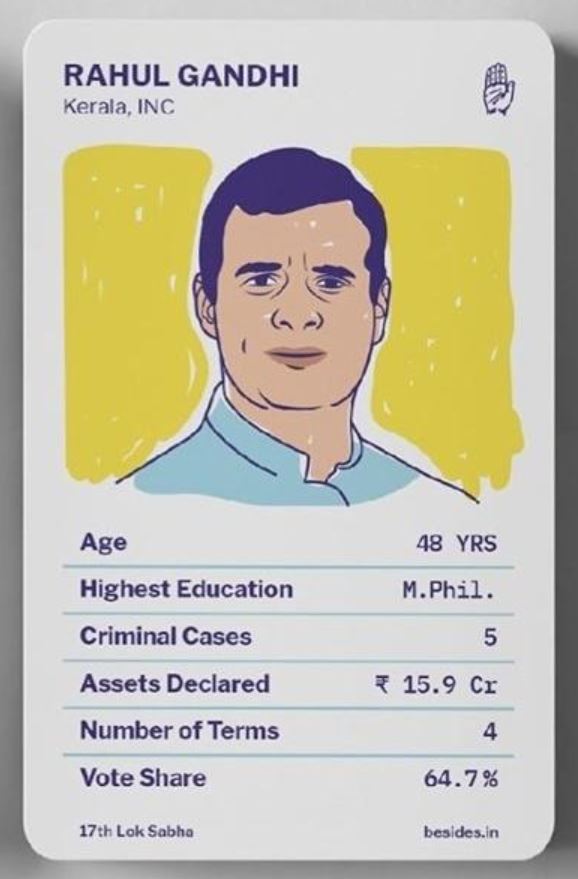 RAHUL GANDHI
Kerala, INC
Age 48 YRS
Highest Education M.Phil.
Criminal Cases 5
Assets Declared ₹ 15.9 Cr
Number of Terms 4
Vote Share 64.7%
17th Lok Sabha besides.in